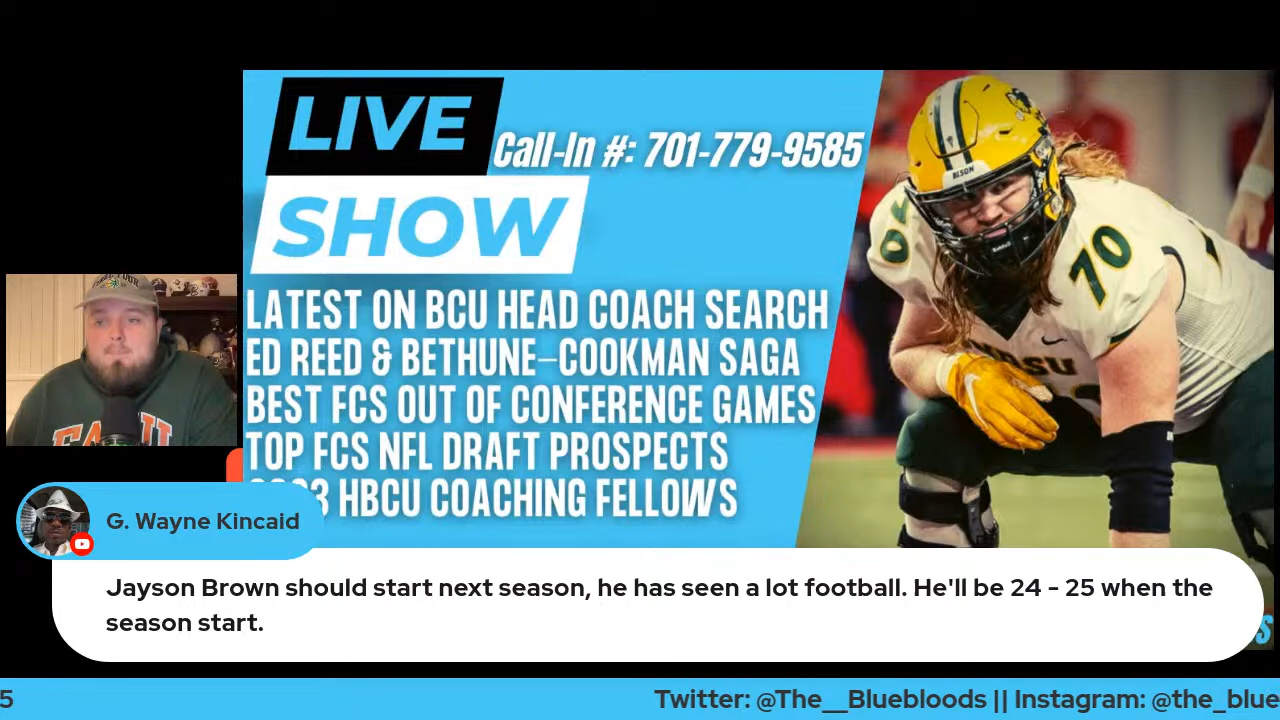 LIVE
Call-In #: 701-779-9585
SHOW
LATEST ON BCU HEAD COACH SEARCH
ED REED & BETHUNE-COOKMAN SAGA
BEST FCS OUT OF CONFERENCE GAMES
TOP FCS NFL DRAFT PROSPECTS
HBCU COACHING FELLOWS
70
70
BISON
G. Wayne Kincaid
Jayson Brown should start next season, he has seen a lot football. He'll be 24 - 25 when the
season start.
5
Twitter: @The__Bluebloods || Instagram: @the_blue